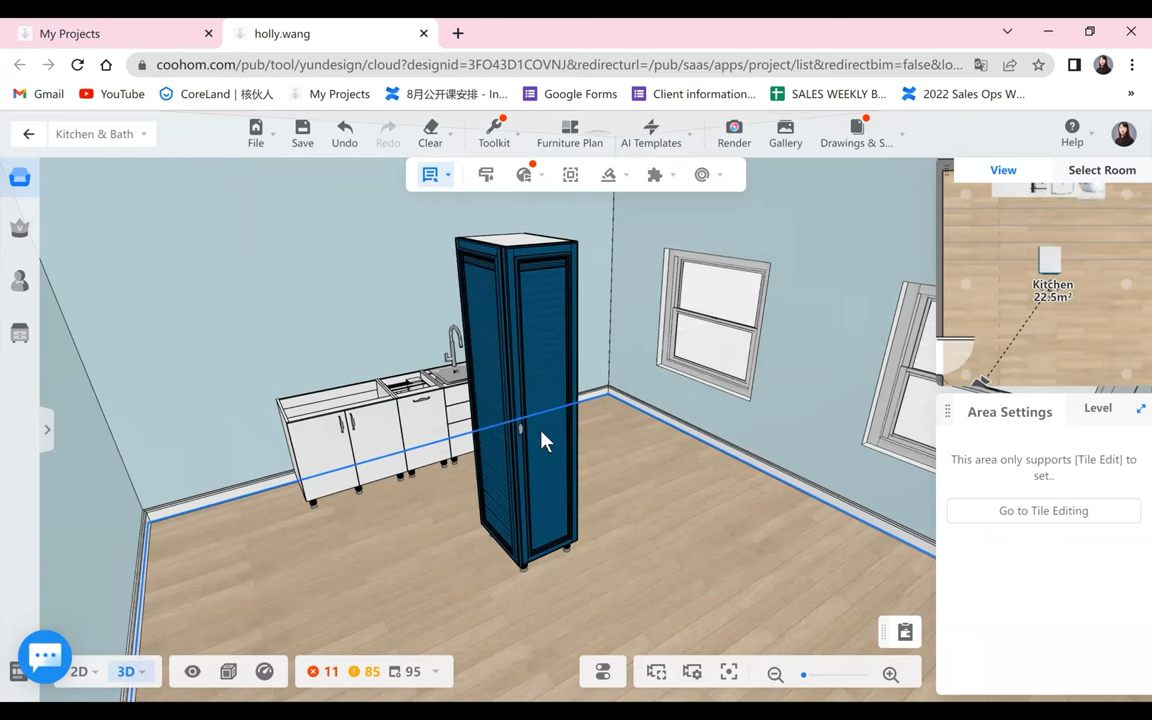 My Projects
holly.wang
coohom.com/pub/tool/yundesign/cloud?designid=3FO43D1COVNJ&redirecturl=/pub/saas/apps/project/list&redirectbim=false&lo...
Gmail
YouTube
CoreLand | 核伙人
My Projects
8月公开课安排 - In...
Google Forms
Client information...
SALES WEEKLY B...
2022 Sales Ops W...
»
Kitchen & Bath
File
Save
Undo
Redo
Clear
Toolkit
Furniture Plan
AI Templates
Render
Gallery
Drawings & S...
Help
View
Select Room
Kitchen
22.5m²
Area Settings
Level
This area only supports [Tile Edit] to
set..
Go to Tile Editing
2D
3D
11
85
95